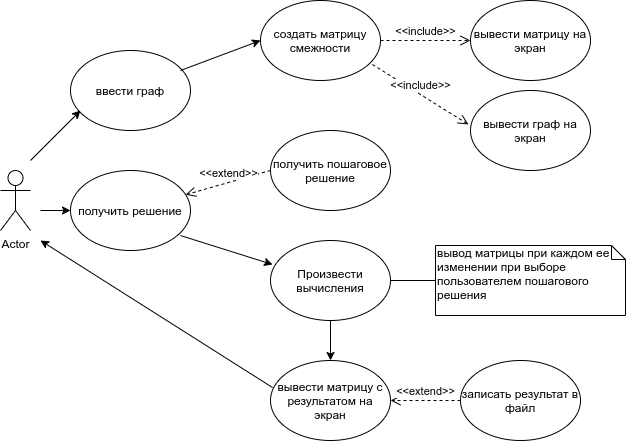 создать матрицу
смежности
<<include>>
вывести матрицу на
экран
ввести граф
<<include>>
вывести граф на
экран
<<extend>>
получить пошаговое
решение
получить решение
Actor
Произвести
вычисления
вывод матрицы при каждом ее
изменении при выборе
пользователем пошагового
решения
вывести матрицу с
результатом на
экран
<<extend>>
записать результат в
файл